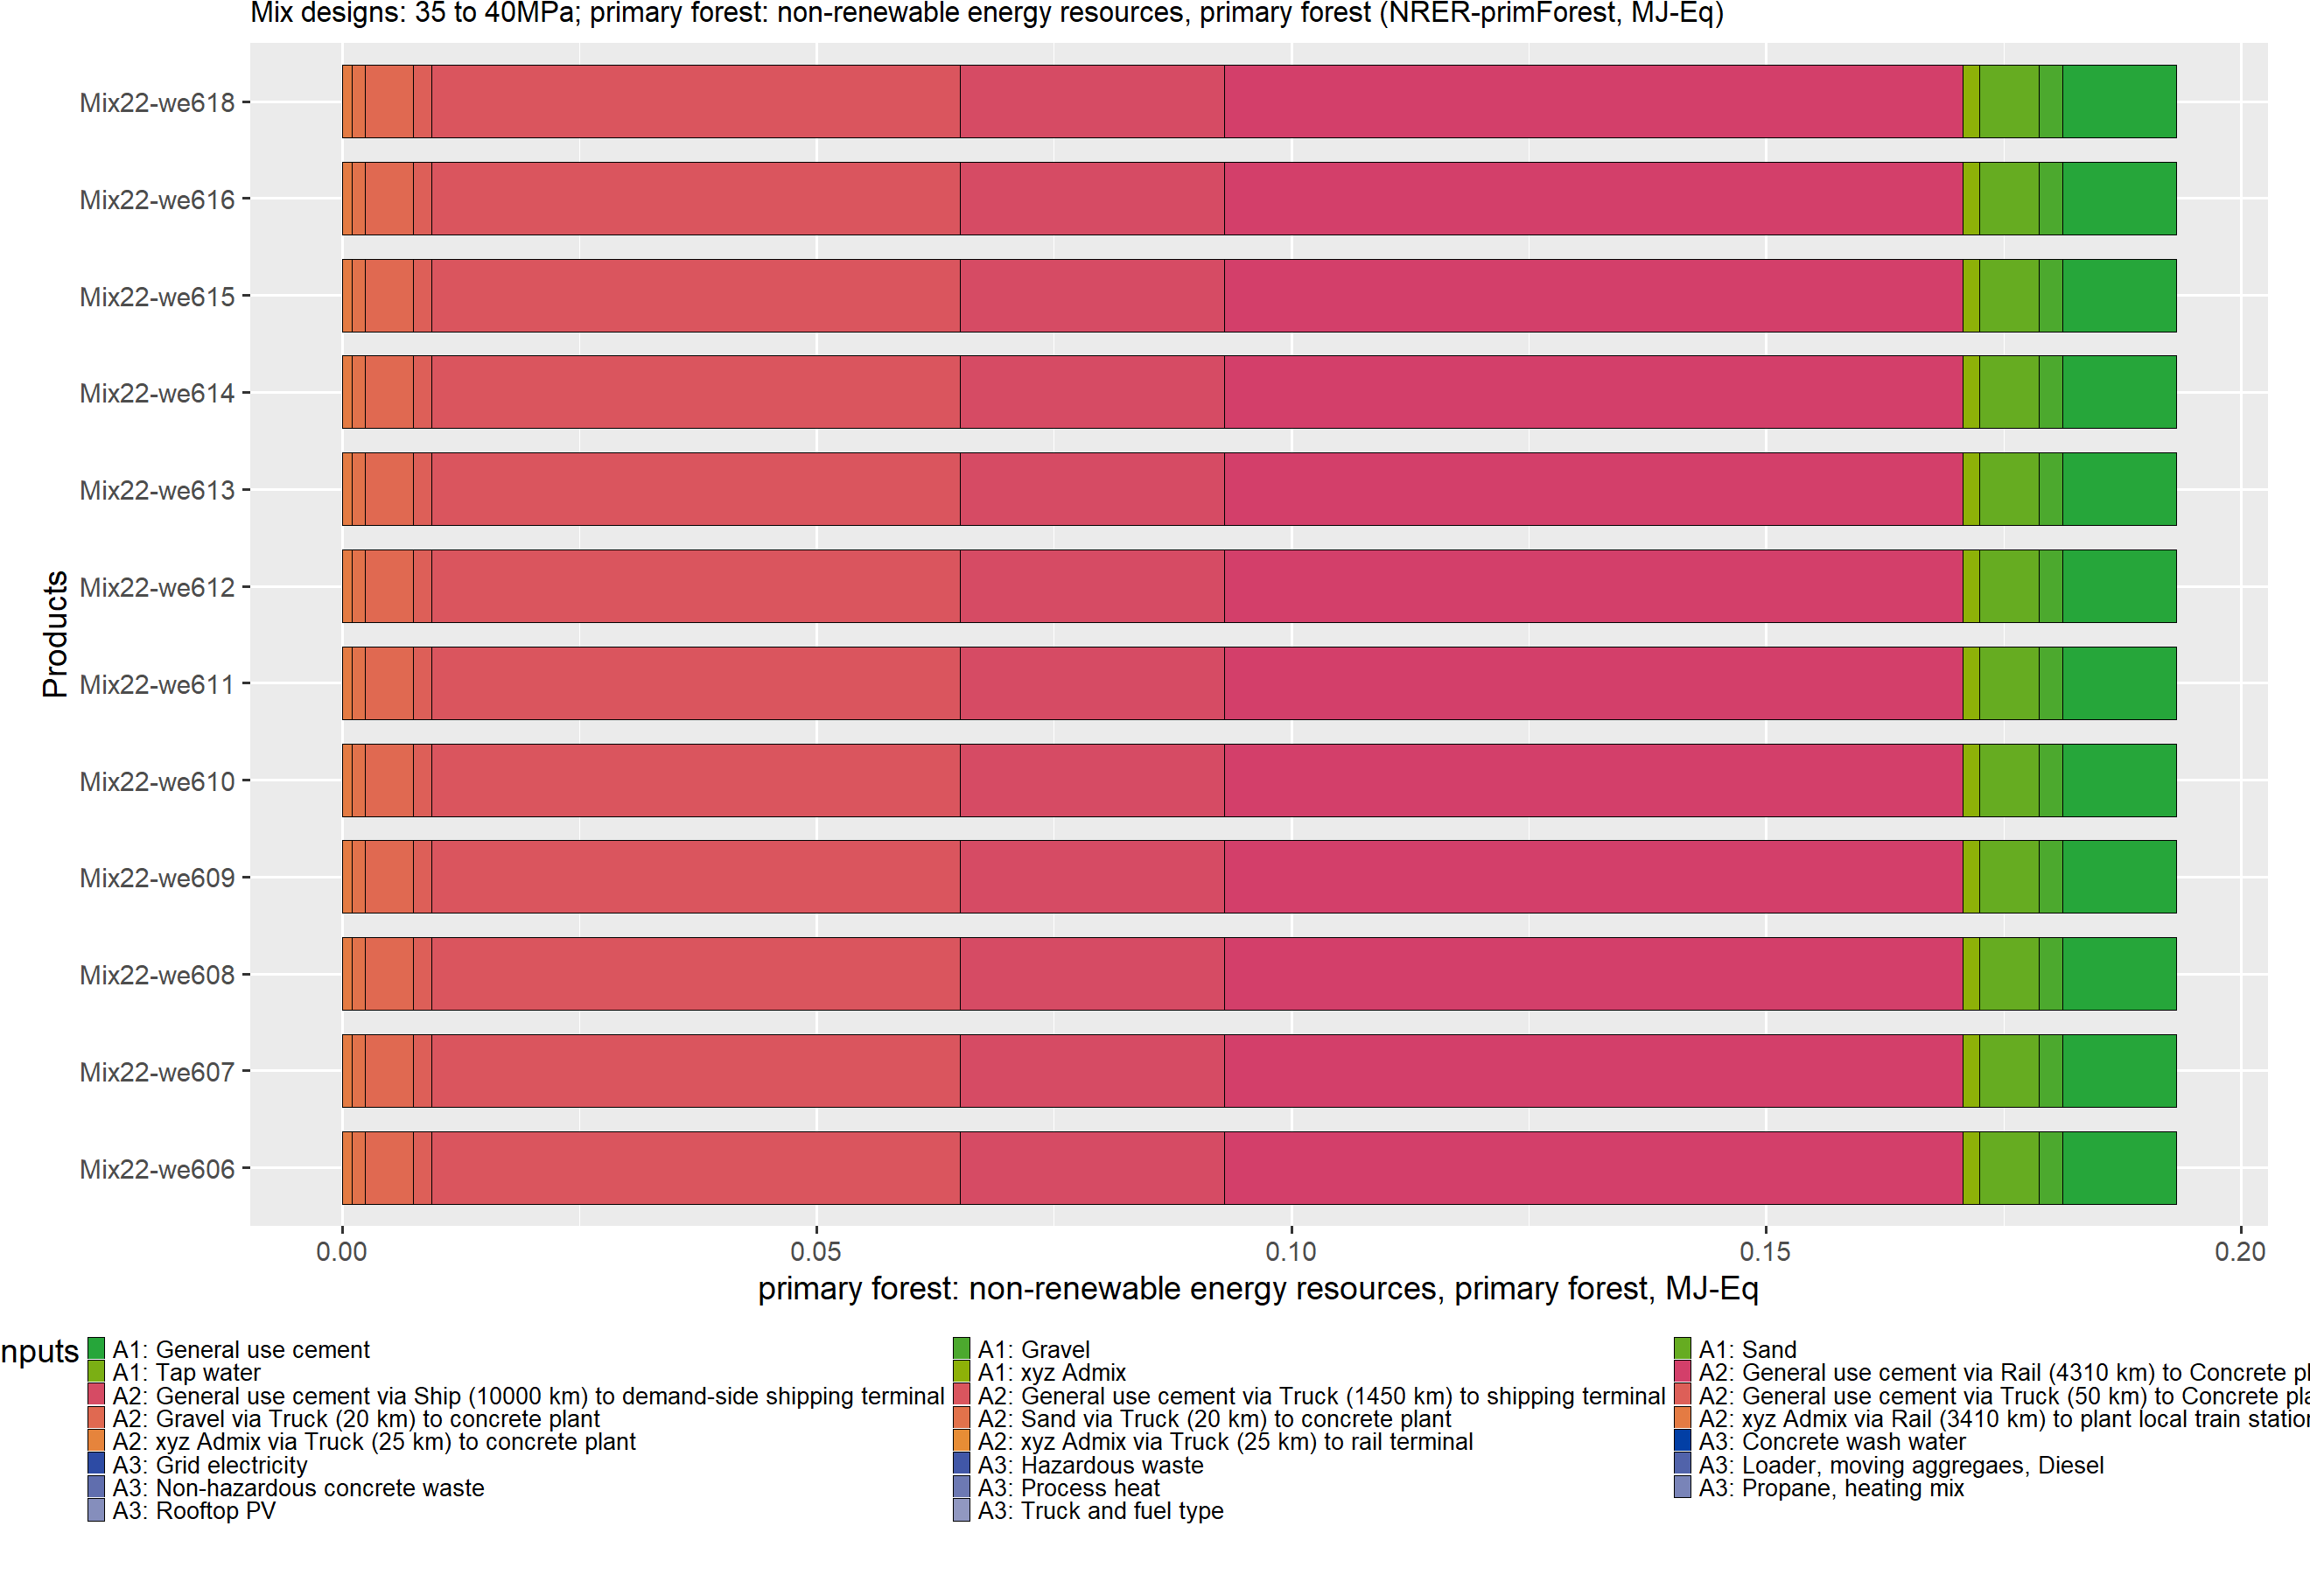 Mix designs: 35 to 40MPa; primary forest: non-renewable energy resources, primary forest (NRER-primForest, MJ-Eq)
Mix22-we618
Mix22-we616
Mix22-we615
Mix22-we614
Mix22-we613
Mix22-we612
Mix22-we611
Mix22-we610
Mix22-we609
Mix22-we608
Mix22-we607
Mix22-we606
Products
0.00 0.05 0.10 0.15 0.20
primary forest: non-renewable energy resources, primary forest, MJ-Eq
nputs
A1: General use cement A1: Gravel A1: Sand
A1: Tap water A1: xyz Admix A2: General use cement via Rail (4310 km) to Concrete pl
A2: General use cement via Ship (10000 km) to demand-side shipping terminal A2: General use cement via Truck (1450 km) to shipping terminal A2: General use cement via Truck (50 km) to Concrete pla
A2: Gravel via Truck (20 km) to concrete plant A2: Sand via Truck (20 km) to concrete plant A2: xyz Admix via Rail (3410 km) to plant local train station
A2: xyz Admix via Truck (25 km) to concrete plant A2: xyz Admix via Truck (25 km) to rail terminal A3: Concrete wash water
A3: Grid electricity A3: Hazardous waste A3: Loader, moving aggregaes, Diesel
A3: Non-hazardous concrete waste A3: Process heat A3: Propane, heating mix
A3: Rooftop PV A3: Truck and fuel type